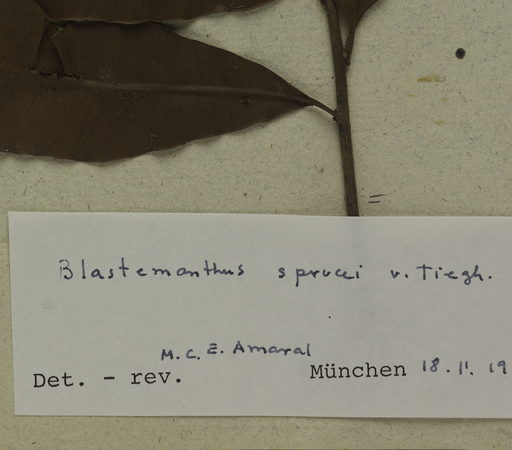 =
Blastemanthus sprucei v. Tiegh.
M. C. E. Amaral
Det. - rev. München 18. 11. 19